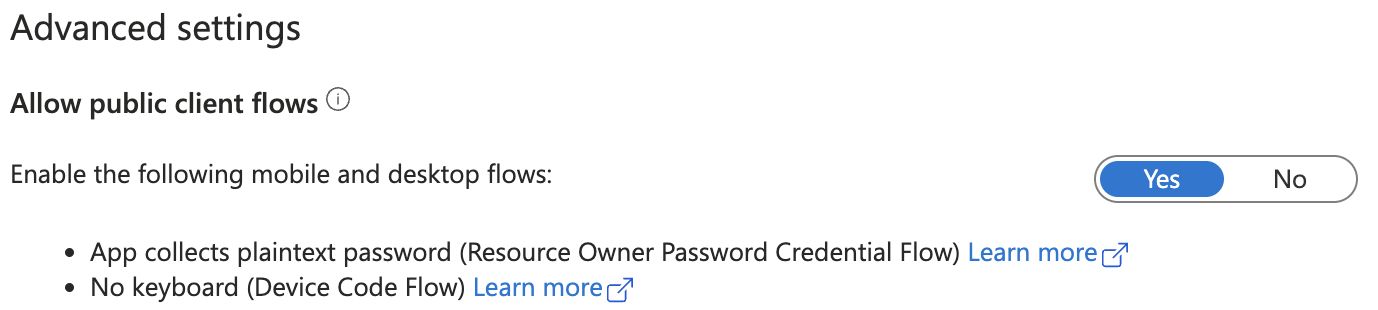 Advanced settings
Allow public client flows
Enable the following mobile and desktop flows:
Yes No
• App collects plaintext password (Resource Owner Password Credential Flow) Learn more
• No keyboard (Device Code Flow) Learn more